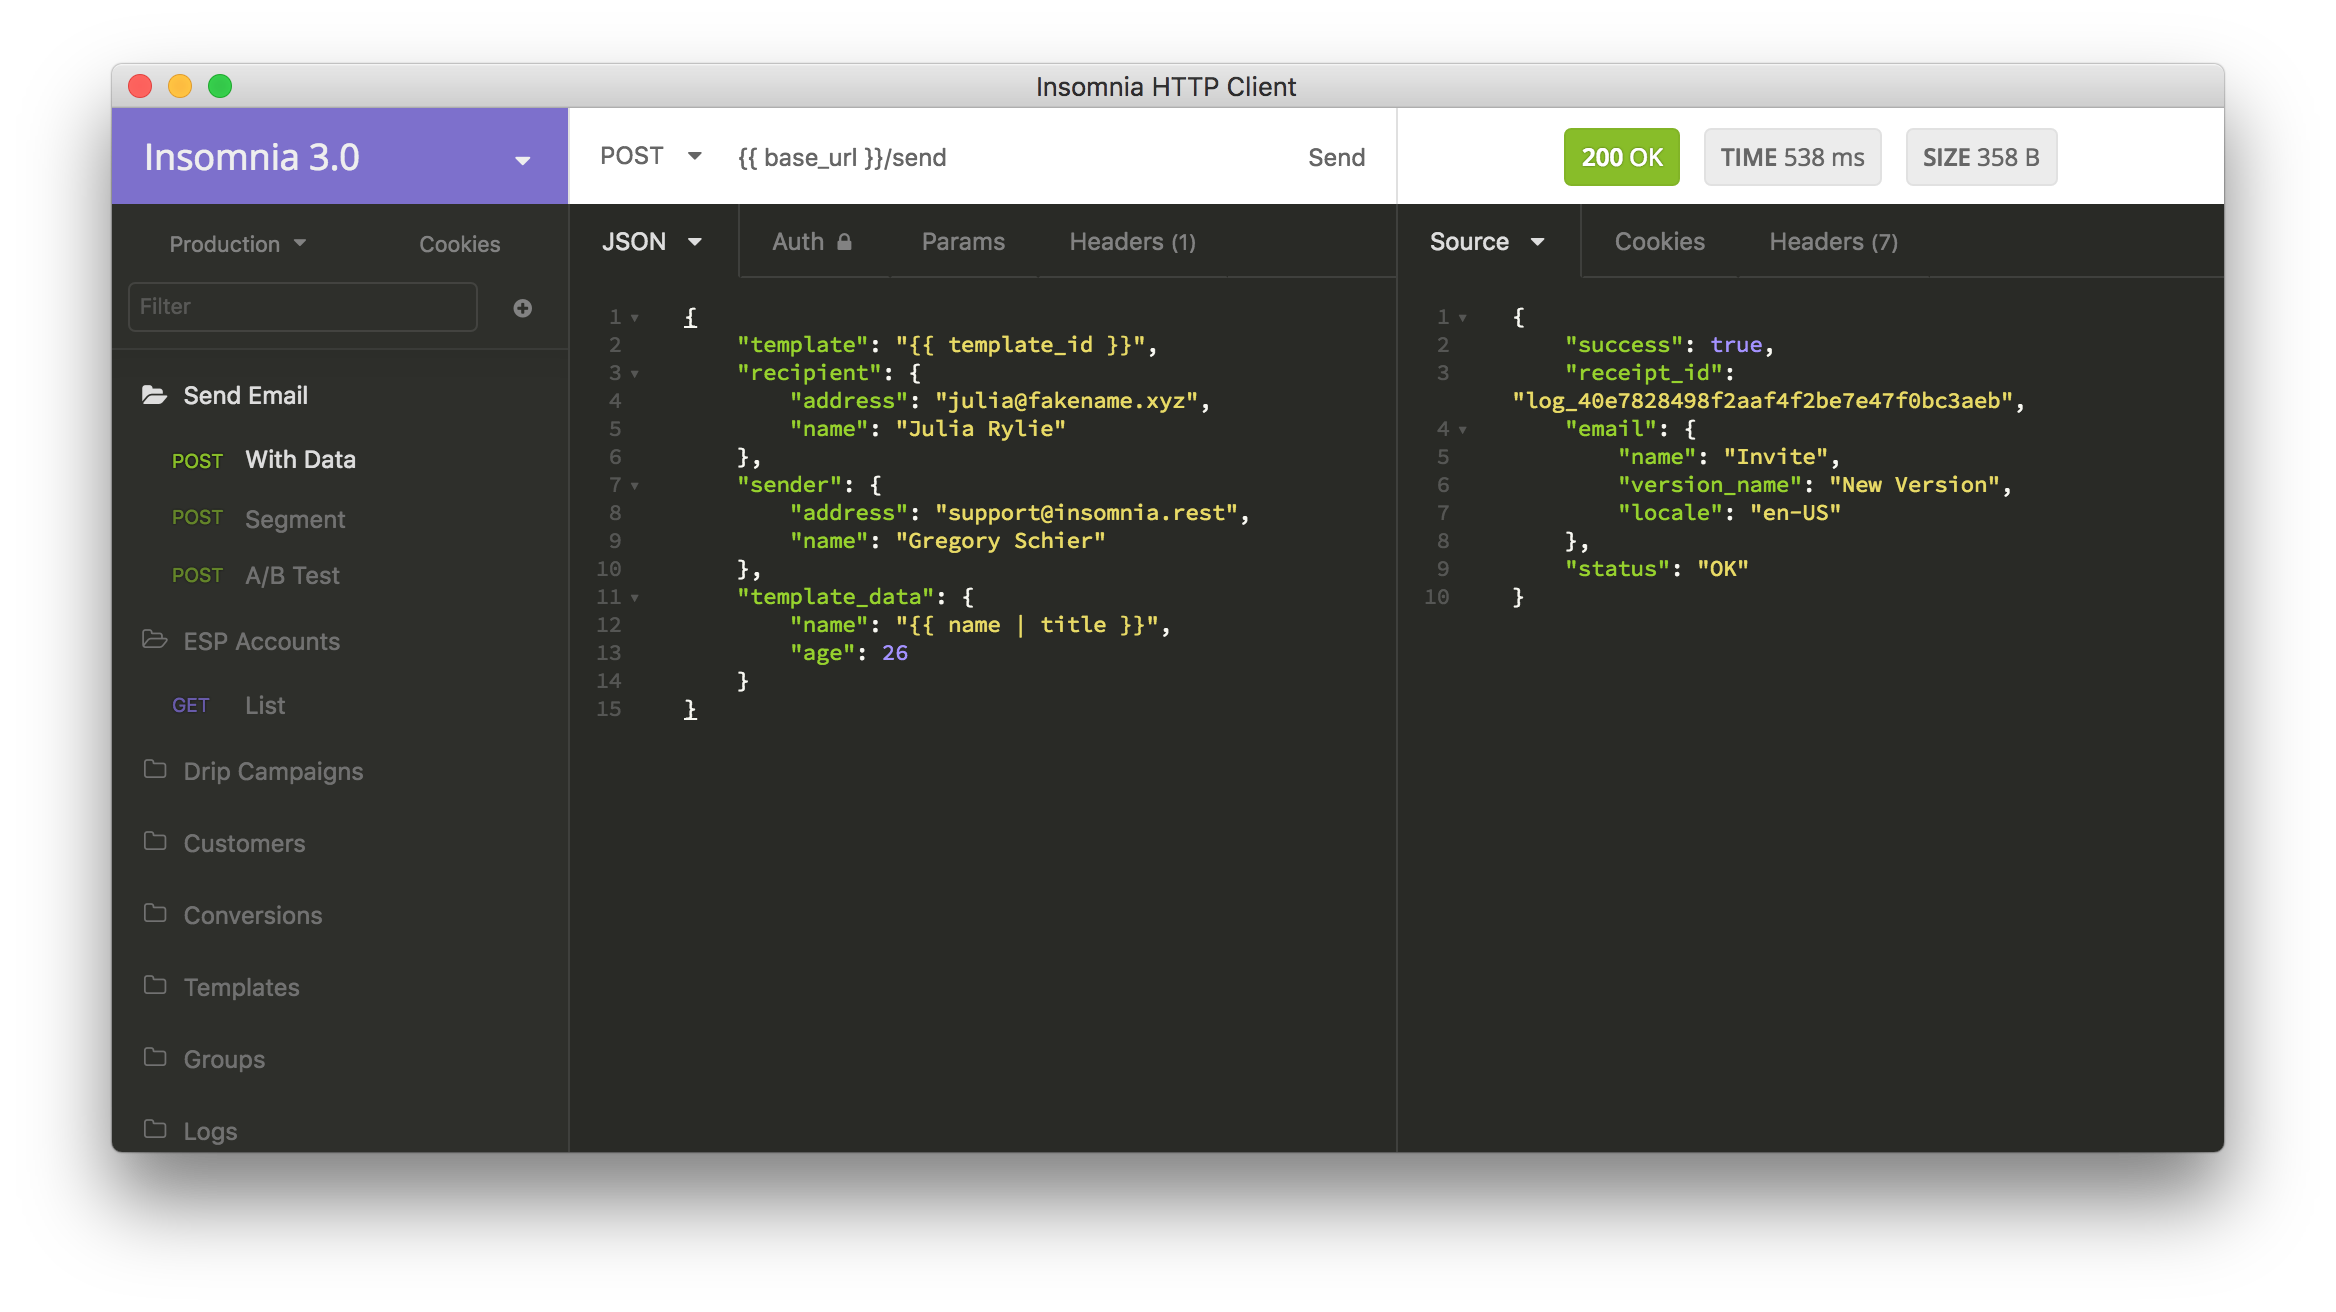 Insomnia HTTP Client
Insomnia 3.0
Production
Cookies
Filter
Send Email
POST With Data
POST Segment
POST A/B Test
ESP Accounts
GET List
Drip Campaigns
Customers
Conversions
Templates
Groups
Logs
POST {{ base_url }}/send Send
JSON Auth Params Headers (1)
1 {
2 "template": "{{ template_id }}",
3 "recipient": {
4 "address": "julia@fakename.xyz",
5 "name": "Julia Rylie"
6 },
7 "sender": {
8 "address": "support@insomnia.rest",
9 "name": "Gregory Schier"
10 },
11 "template_data": {
12 "name": "{{ name | title }}",
13 "age": 26
14 }
15 }
200 OK TIME 538 ms SIZE 358 B
Source Cookies Headers (7)
1 {
2 "success": true,
3 "receipt_id":
"log_40e7828498f2aaf4f2be7e47f0bc3aeb",
4 "email": {
5 "name": "Invite",
6 "version_name": "New Version",
7 "locale": "en-US"
8 },
9 "status": "OK"
10 }